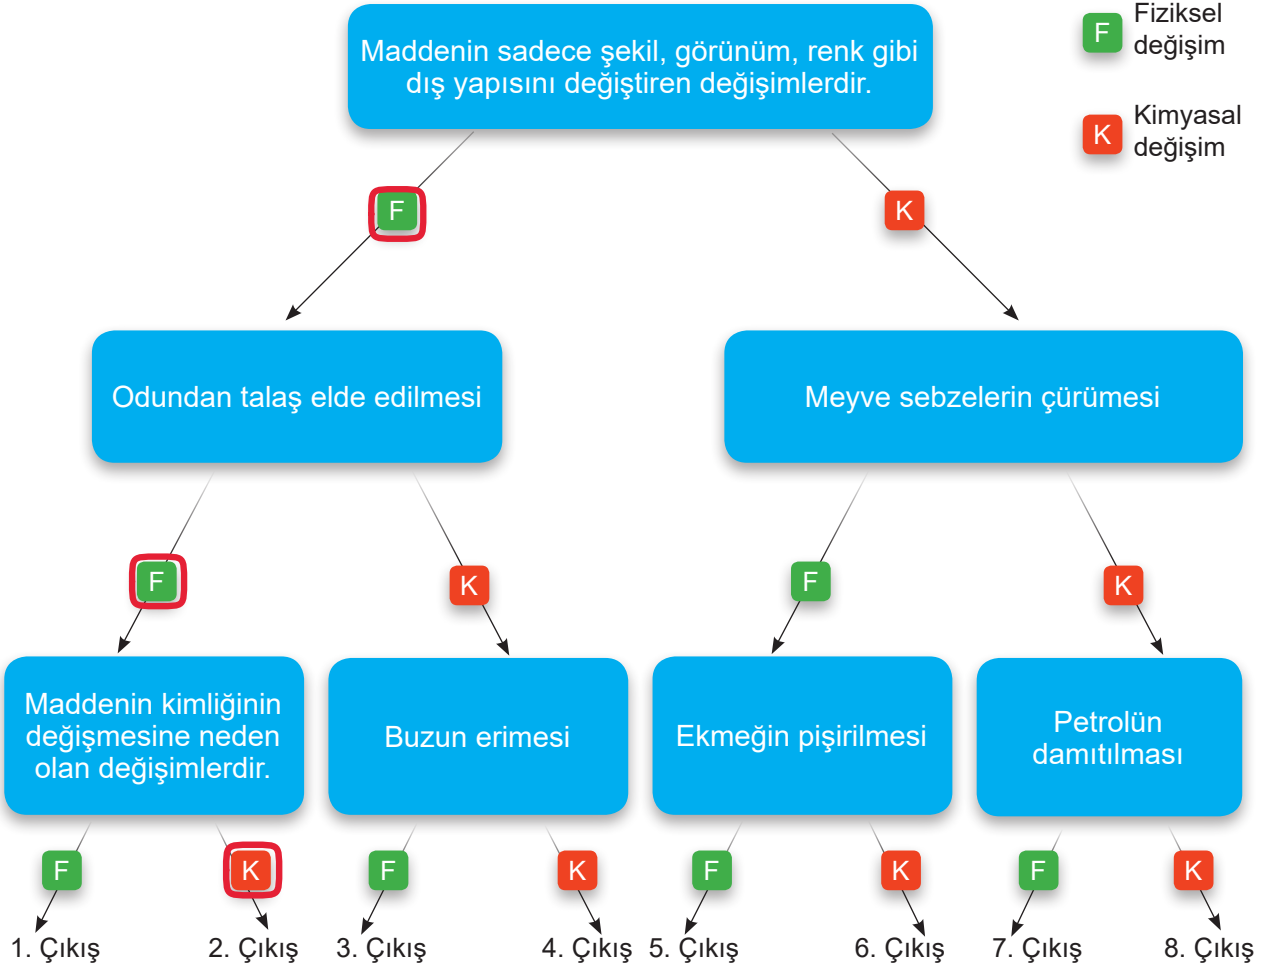 Maddenin sadece şekil, görünüm, renk gibi
dış yapısını değiştiren değişimlerdir.
F
Fiziksel
değişim
K
Kimyasal
değişim
F
K
Odundan talaş elde edilmesi
Meyve sebzelerin çürümesi
F
K
F
K
Maddenin kimliğinin
değişmesine neden
olan değişimlerdir.
Buzun erimesi
Ekmeğin pişirilmesi
Petrolün
damıtılması
F
K
F
K
F
K
F
K
1. Çıkış
2. Çıkış
3. Çıkış
4. Çıkış
5. Çıkış
6. Çıkış
7. Çıkış
8. Çıkış